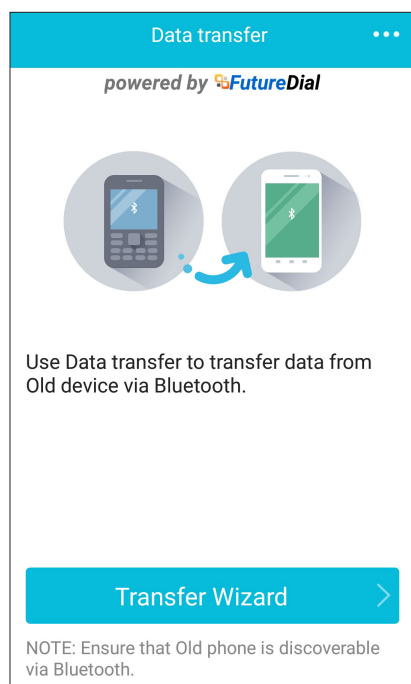 Data transfer
powered by FutureDial
Use Data transfer to transfer data from
Old device via Bluetooth.
Transfer Wizard
NOTE: Ensure that Old phone is discoverable
via Bluetooth.